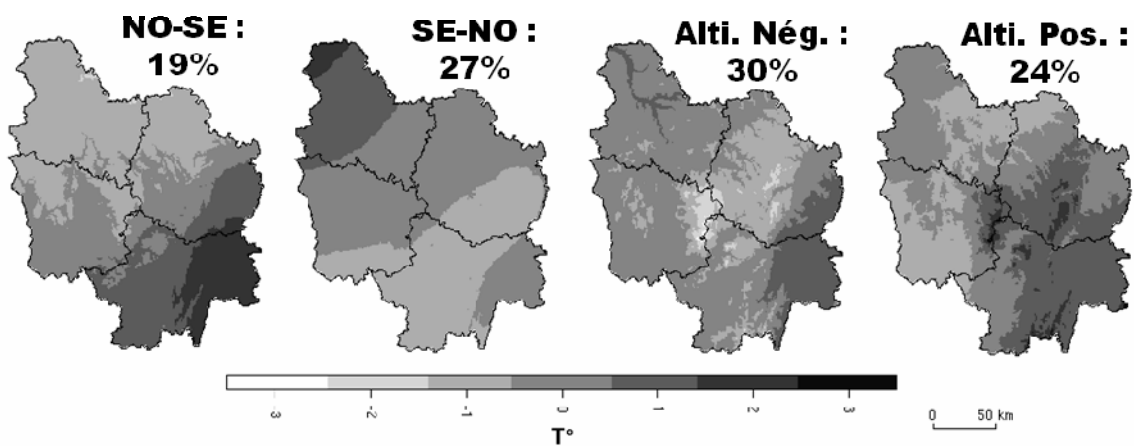 NO-SE :
19%
SE-NO :
27%
Alti. Nég. :
30%
Alti. Pos. :
24%
-3 -2 -1 0 1 2 3
T°
0 50 km